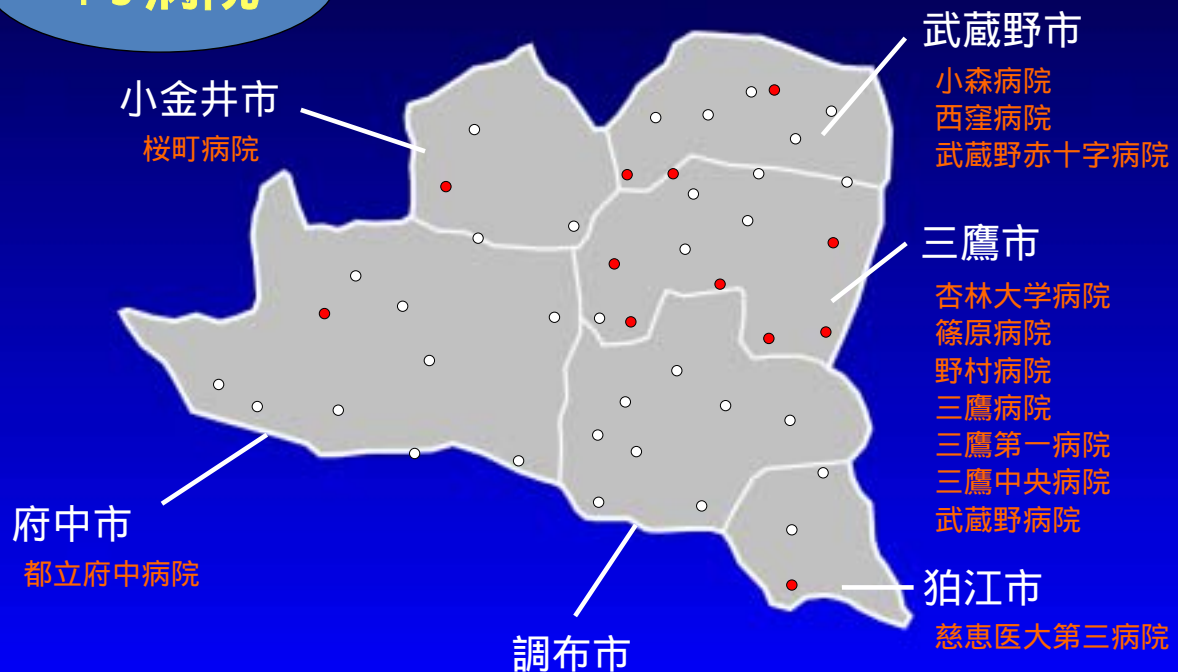 病院
小金井市
桜町病院
武蔵野市
小森病院
西窪病院
武蔵野赤十字病院
三鷹市
杏林大学病院
篠原病院
野村病院
三鷹病院
三鷹第一病院
三鷹中央病院
武蔵野病院
府中市
都立府中病院
狛江市
慈恵医大第三病院
調布市